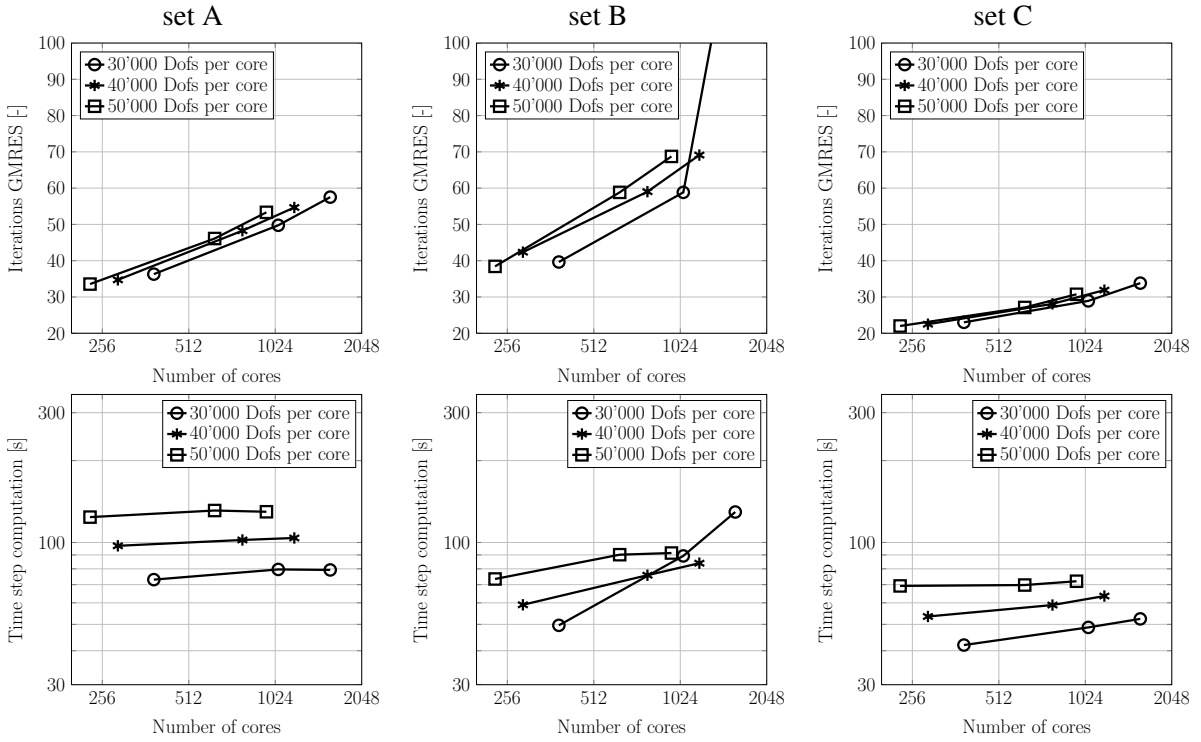 set A
set B
set C
100
90
80
70
60
50
40
30
20
256
512
1024
2048
Iterations GMRES [-]
Number of cores
30'000 Dofs per core
40'000 Dofs per core
50'000 Dofs per core
100
90
80
70
60
50
40
30
20
256
512
1024
2048
Iterations GMRES [-]
Number of cores
30'000 Dofs per core
40'000 Dofs per core
50'000 Dofs per core
100
90
80
70
60
50
40
30
20
256
512
1024
2048
Iterations GMRES [-]
Number of cores
30'000 Dofs per core
40'000 Dofs per core
50'000 Dofs per core
300
100
30
256
512
1024
2048
Time step computation [s]
Number of cores
30'000 Dofs per core
40'000 Dofs per core
50'000 Dofs per core
300
100
30
256
512
1024
2048
Time step computation [s]
Number of cores
30'000 Dofs per core
40'000 Dofs per core
50'000 Dofs per core
300
100
30
256
512
1024
2048
Time step computation [s]
Number of cores
30'000 Dofs per core
40'000 Dofs per core
50'000 Dofs per core